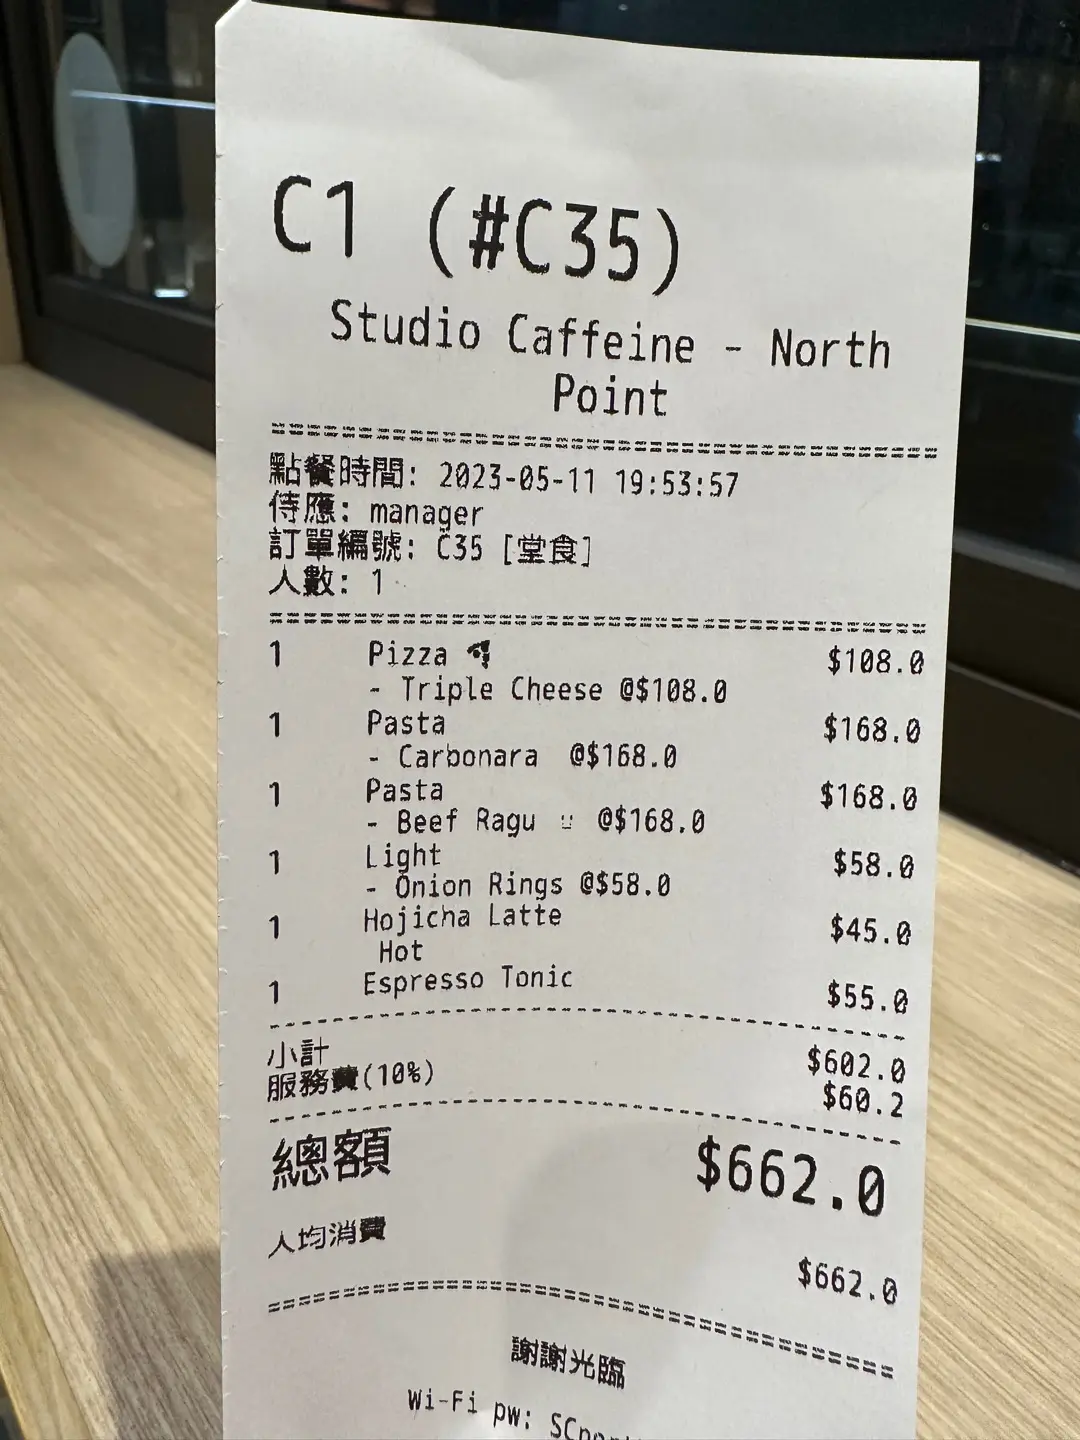 C1 (#C35)
Studio Caffeine - North
Point
點餐時間: 2023-05-11 19:53:57
侍應: manager
訂單編號: C35 [堂食]
人數: 1
1 Pizza 🍕 $108.0
- Triple Cheese @$108.0
1 Pasta $168.0
- Carbonara @$168.0
1 Pasta $168.0
- Beef Ragu @$168.0
1 Light $58.0
- Onion Rings @$58.0
1 Hojicha Latte $45.0
Hot
1 Espresso Tonic $55.0
小計 $602.0
服務費(10%) $60.2
總額 $662.0
人均消費 $662.0
謝謝光臨
Wi-Fi pw: